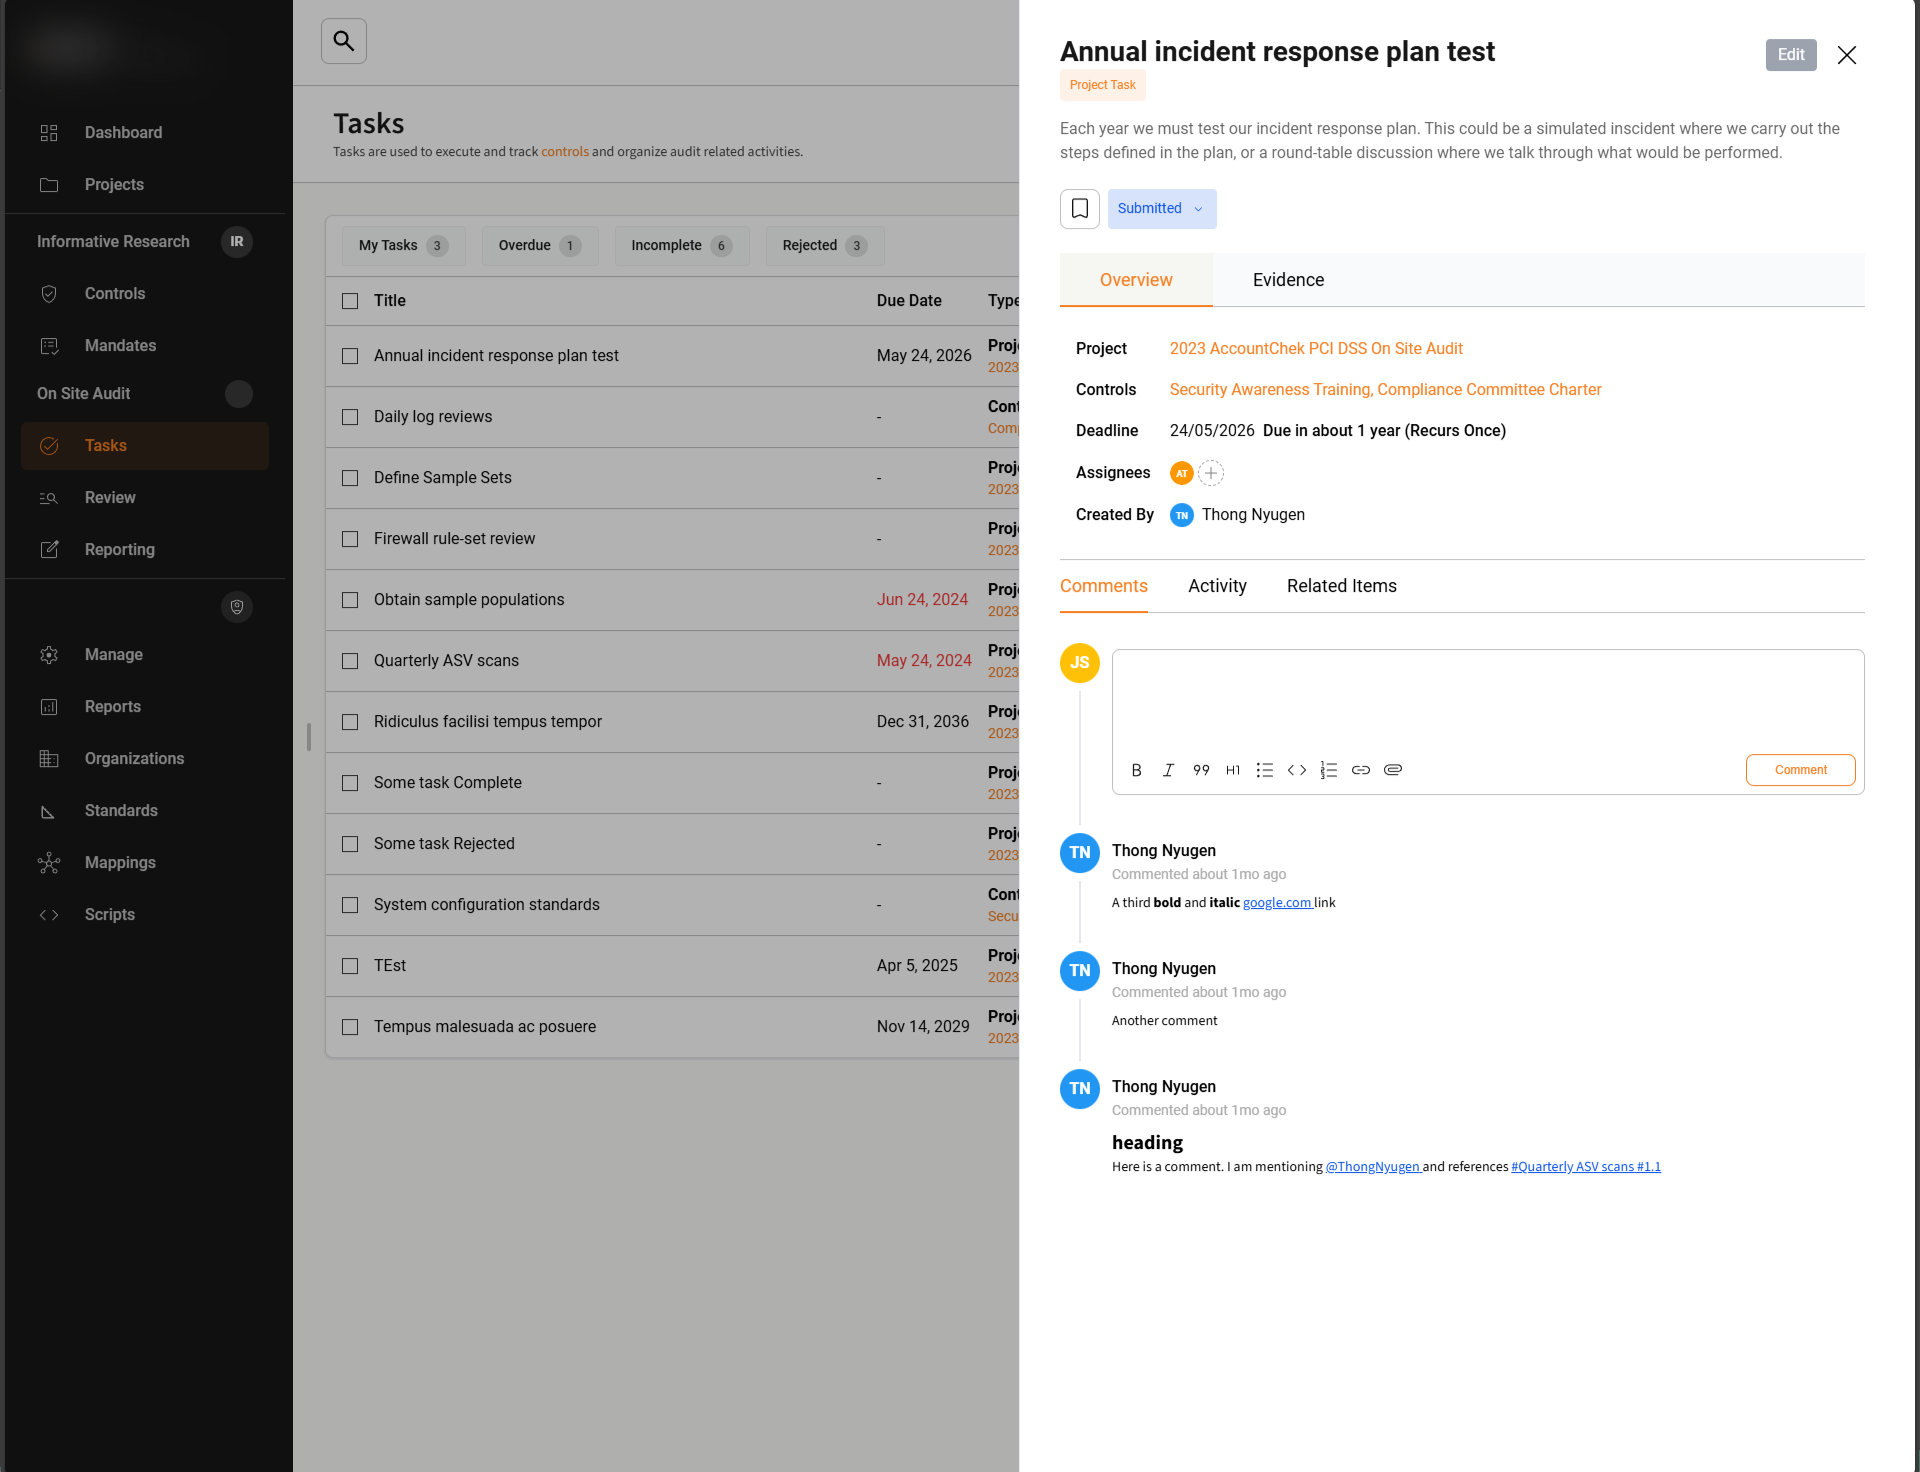 Dashboard
Projects
Informative Research IR
Controls
Mandates
On Site Audit
Tasks
Review
Reporting
Manage
Reports
Organizations
Standards
Mappings
Scripts
Tasks
Tasks are used to execute and track controls and organize audit related activities.
My Tasks 3 Overdue 1 Incomplete 6 Rejected 3
Title Due Date Type
Annual incident response plan test May 24, 2026 Proj
2023
Daily log reviews - Cont
Comp
Define Sample Sets - Proj
2023
Firewall rule-set review - Proj
2023
Obtain sample populations Jun 24, 2024 Proj
2023
Quarterly ASV scans May 24, 2024 Proj
2023
Ridiculus facilisi tempus tempor Dec 31, 2036 Proj
2023
Some task Complete - Proj
2023
Some task Rejected - Proj
2023
System configuration standards - Cont
Secu
TEst Apr 5, 2025 Proj
2023
Tempus malesuada ac posuere Nov 14, 2029 Proj
2023
Annual incident response plan test
Edit
Project Task
Each year we must test our incident response plan. This could be a simulated inscident where we carry out the
steps defined in the plan, or a round-table discussion where we talk through what would be performed.
Submitted
Overview Evidence
Project 2023 AccountChek PCI DSS On Site Audit
Controls Security Awareness Training, Compliance Committee Charter
Deadline 24/05/2026 Due in about 1 year (Recurs Once)
Assignees AT
Created By TN Thong Nyugen
Comments Activity Related Items
JS
B I 99 H1
Comment
TN Thong Nyugen
Commented about 1mo ago
A third bold and italic google.com link
TN Thong Nyugen
Commented about 1mo ago
Another comment
TN Thong Nyugen
Commented about 1mo ago
heading
Here is a comment. I am mentioning @ThongNyugen and references #Quarterly ASV scans #1.1